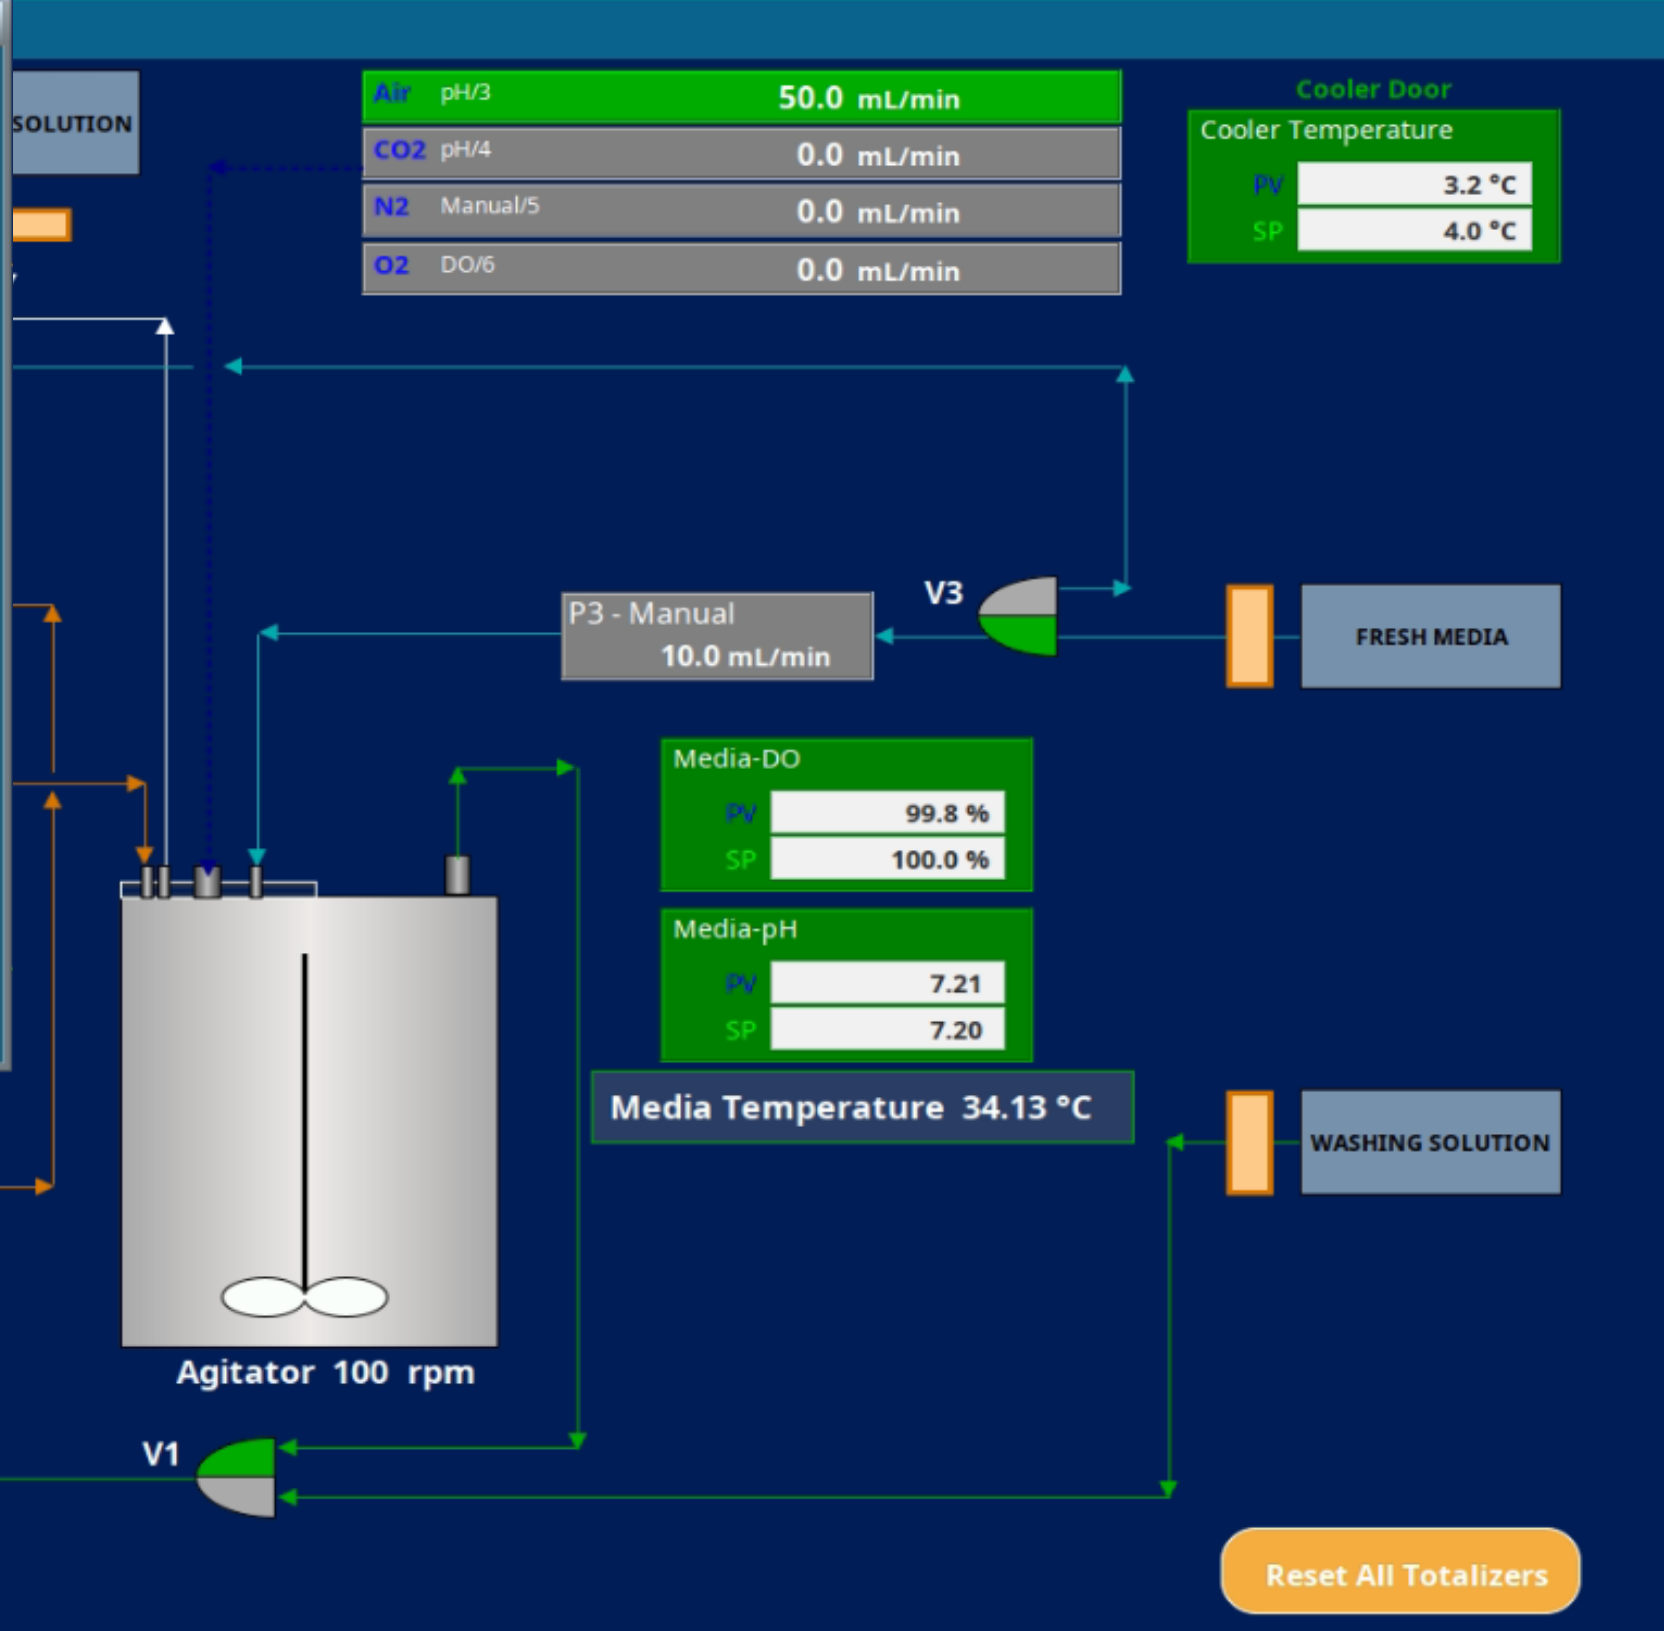 SOLUTION
Air pH/3 50.0 mL/min
CO2 pH/4 0.0 mL/min
N2 Manual/5 0.0 mL/min
O2 DO/6 0.0 mL/min
Cooler Door
Cooler Temperature
PV 3.2 °C
SP 4.0 °C
V3
P3 - Manual
10.0 mL/min
FRESH MEDIA
Media-DO
PV 99.8 %
SP 100.0 %
Media-pH
PV 7.21
SP 7.20
Media Temperature 34.13 °C
WASHING SOLUTION
Agitator 100 rpm
V1
Reset All Totalizers